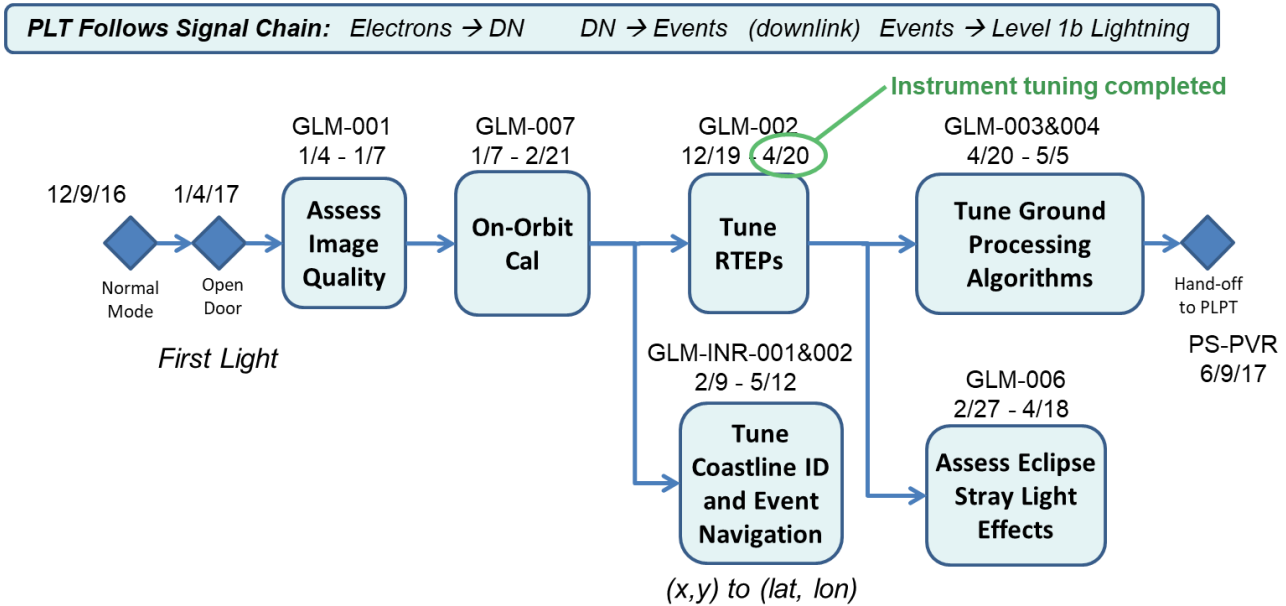 PLT Follows Signal Chain: Electrons → DN DN → Events (downlink) Events → Level 1b Lightning
Instrument tuning completed
GLM-001
1/4 - 1/7
GLM-007
1/7 - 2/21
GLM-002
12/19 - 4/20
GLM-003&004
4/20 - 5/5
12/9/16
1/4/17
Assess
Image
Quality
On-Orbit
Cal
Tune
RTEPs
Tune Ground
Processing
Algorithms
Normal
Mode
Open
Door
Hand-off
to PLPT
First Light
PS-PVR
6/9/17
GLM-INR-001&002
2/9 - 5/12
Tune
Coastline ID
and Event
Navigation
(x,y) to (lat, lon)
GLM-006
2/27 - 4/18
Assess Eclipse
Stray Light
Effects